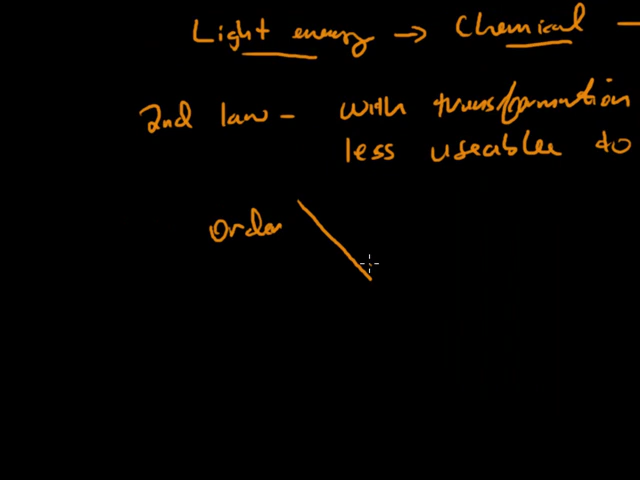 Light energy → Chemical —
2nd law - with transformation
less useable to
order